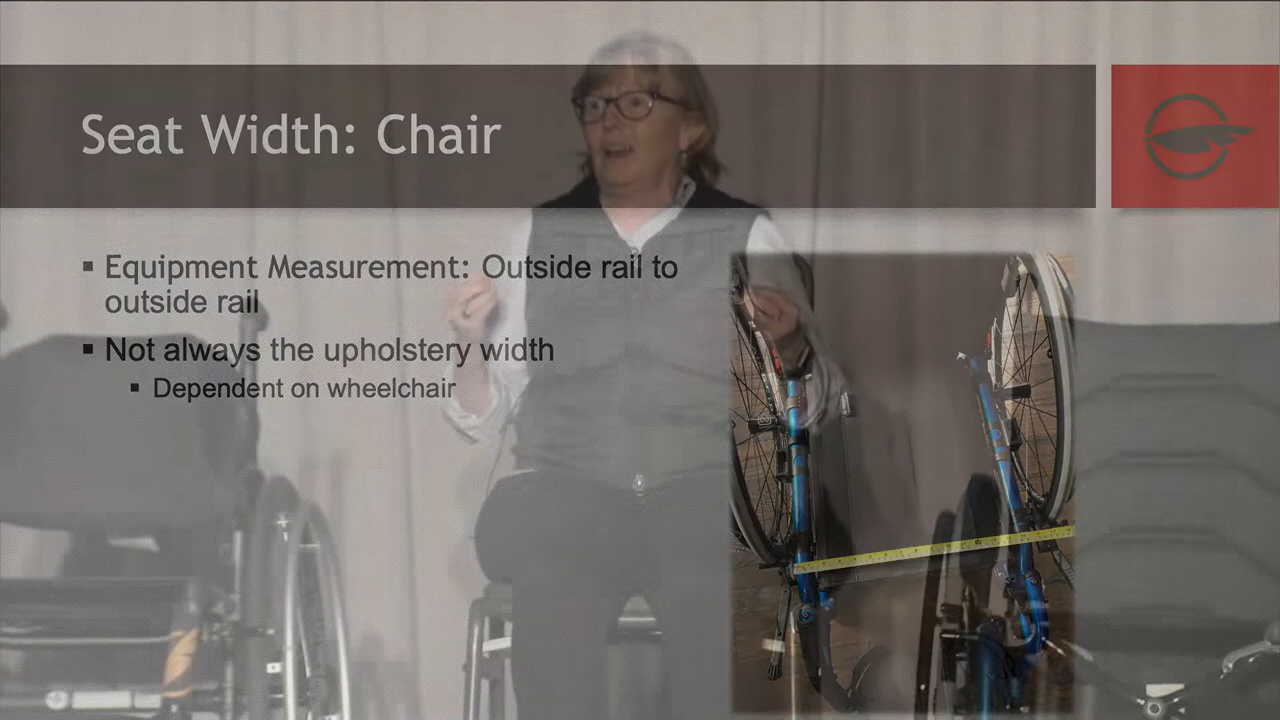 Seat Width: Chair
▪ Equipment Measurement: Outside rail to
outside rail
▪ Not always the upholstery width
▪ Dependent on wheelchair